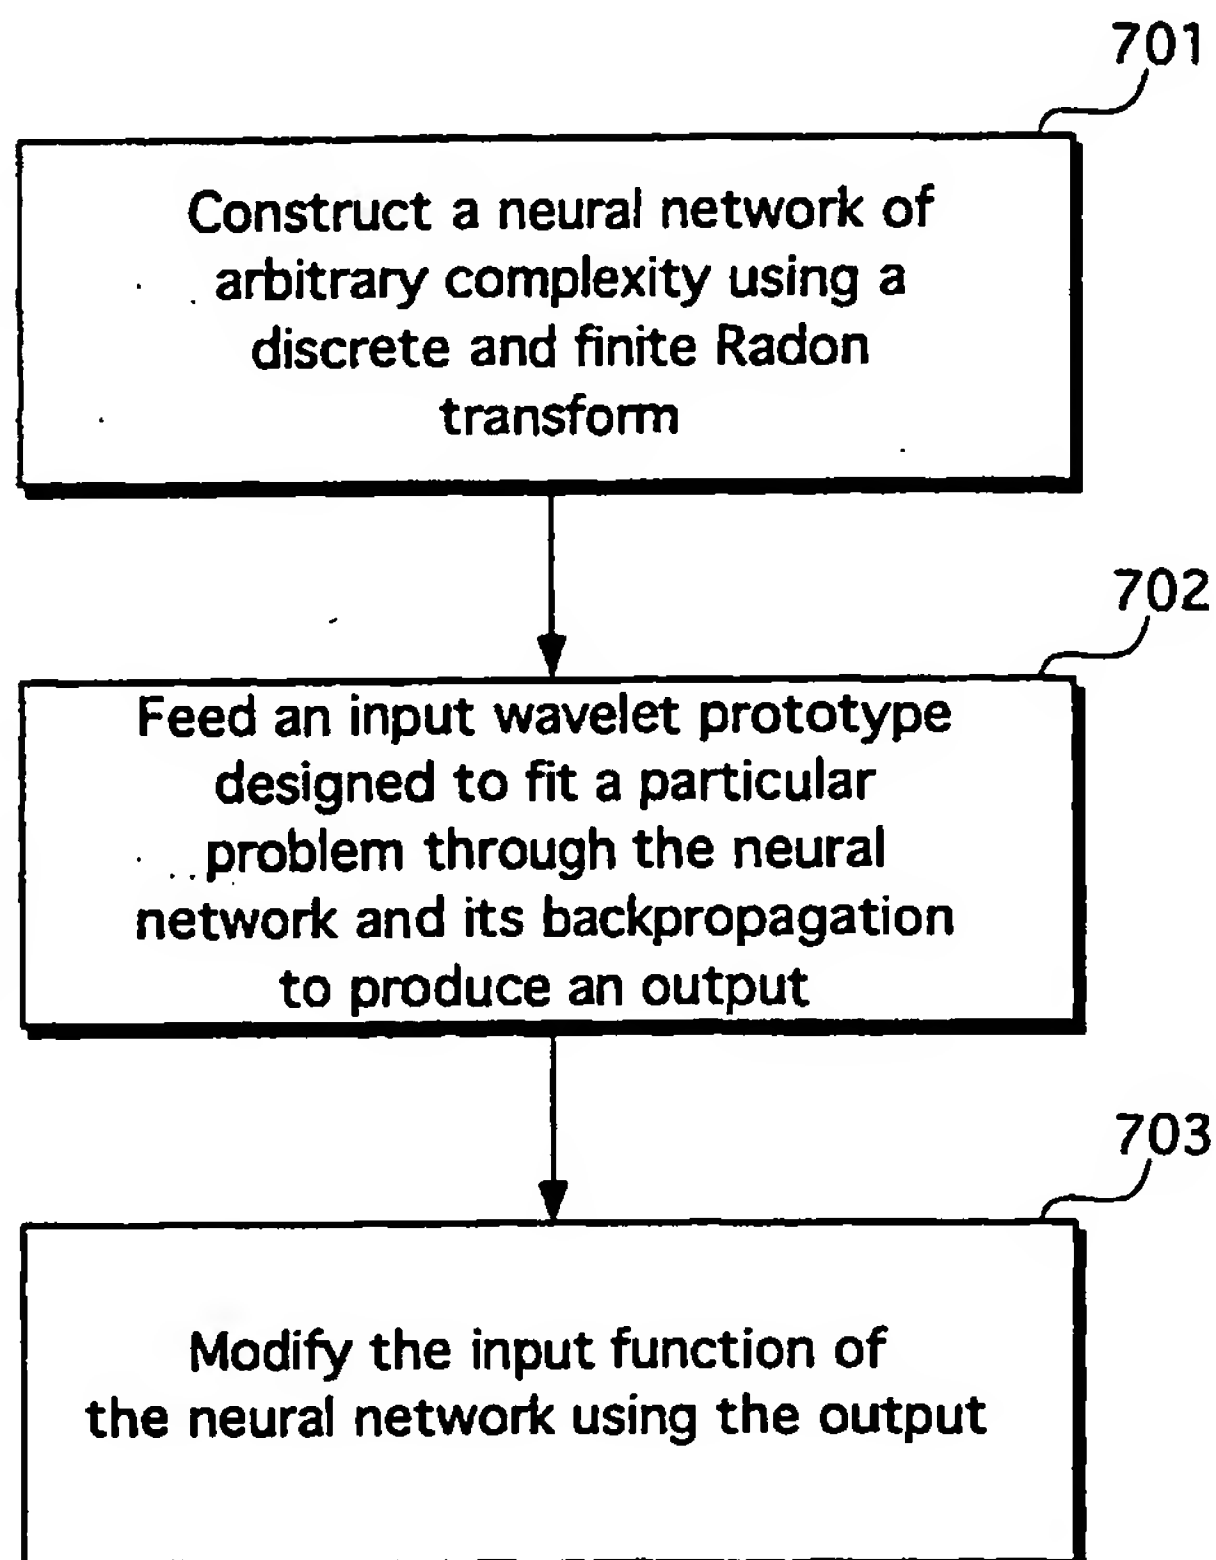 701
Construct a neural network of
arbitrary complexity using a
discrete and finite Radon
transform
702
Feed an input wavelet prototype
designed to fit a particular
problem through the neural
network and its backpropagation
to produce an output
703
Modify the input function of
the neural network using the output